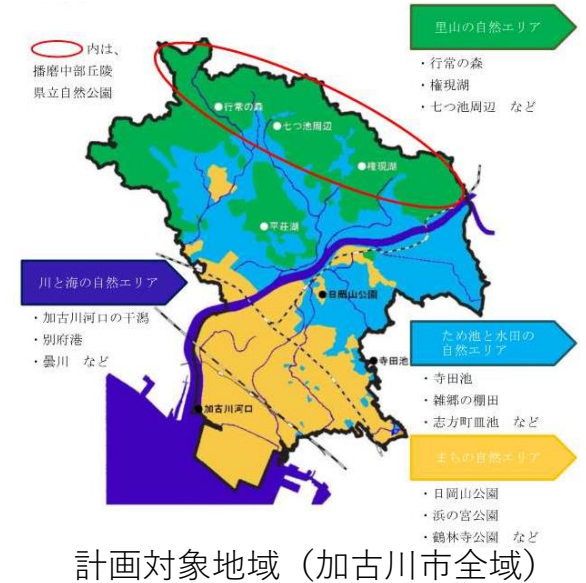 里山の自然エリア
・行常の森
・権現湖
・七つ池周辺　など
内は、
播磨中部丘陵
県立自然公園
行常の森
七つ池周辺
権現湖
平荘湖
日岡山公園
寺田池
加古川河口
川と海の自然エリア
・加古川河口の干潟
・別府港
・曇川　など
ため池と水田の
自然エリア
・寺田池
・雑郷の棚田
・志方町皿池　など
まちの自然エリア
・日岡山公園
・浜の宮公園
・鶴林寺公園　など
計画対象地域（加古川市全域）